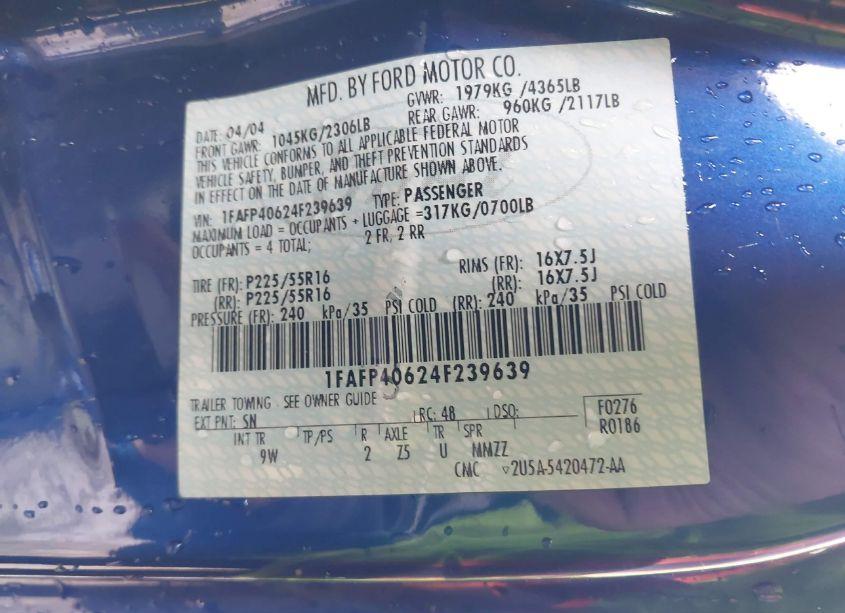 MFD. BY FORD MOTOR CO.
DATE: 04/04 GVWR: 1979KG /4365LB
FRONT GAWR: 1045KG/2306LB REAR GAWR: 960KG /2117LB
THIS VEHICLE CONFORMS TO ALL APPLICABLE FEDERAL MOTOR
VEHICLE SAFETY, BUMPER, AND THEFT PREVENTION STANDARDS
IN EFFECT ON THE DATE OF MANUFACTURE SHOWN ABOVE.
VIN: 1FAFP40624F239639 TYPE: PASSENGER
MAXIMUM LOAD = OCCUPANTS + LUGGAGE =317KG/0700LB
OCCUPANTS = 4 TOTAL; 2 FR, 2 RR
TIRE (FR): P225/55R16 RIMS (FR): 16X7.5J
(RR): P225/55R16 (RR): 16X7.5J
PRESSURE (FR): 240 kPa/35 PSI COLD (RR): 240 kPa/35 PSI COLD
1FAFP40624F239639
TRAILER TOWING - SEE OWNER GUIDE
EXT PNT: SN RC: 48 DSO: F0276
R0186
INT TR TP/PS R AXLE TR SPR
9W 2 Z5 U MMZZ
CMC ▽2U5A-5420472-AA